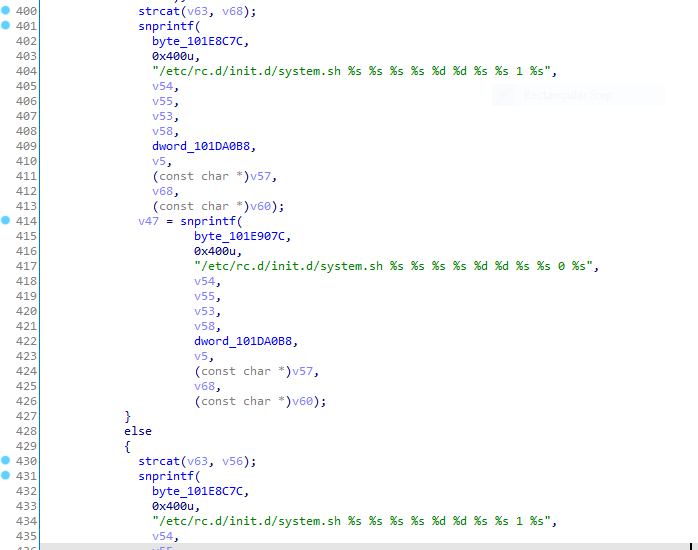 400 strcat(v63, v68);
401 snprintf(
402 byte_101E8C7C,
403 0x400u,
404 "/etc/rc.d/init.d/system.sh %s %s %s %s %d %d %s %s 1 %s",
405 v54,
406 v55,
407 v53,
408 v58,
409 dword_101DA0B8,
410 v5,
411 (const char *)v57,
412 v68,
413 (const char *)v60);
414 v47 = snprintf(
415 byte_101E907C,
416 0x400u,
417 "/etc/rc.d/init.d/system.sh %s %s %s %s %d %d %s %s 0 %s",
418 v54,
419 v55,
420 v53,
421 v58,
422 dword_101DA0B8,
423 v5,
424 (const char *)v57,
425 v68,
426 (const char *)v60);
427 }
428 else
429 {
430 strcat(v63, v56);
431 snprintf(
432 byte_101E8C7C,
433 0x400u,
434 "/etc/rc.d/init.d/system.sh %s %s %s %s %d %d %s %s 1 %s",
435 v54,